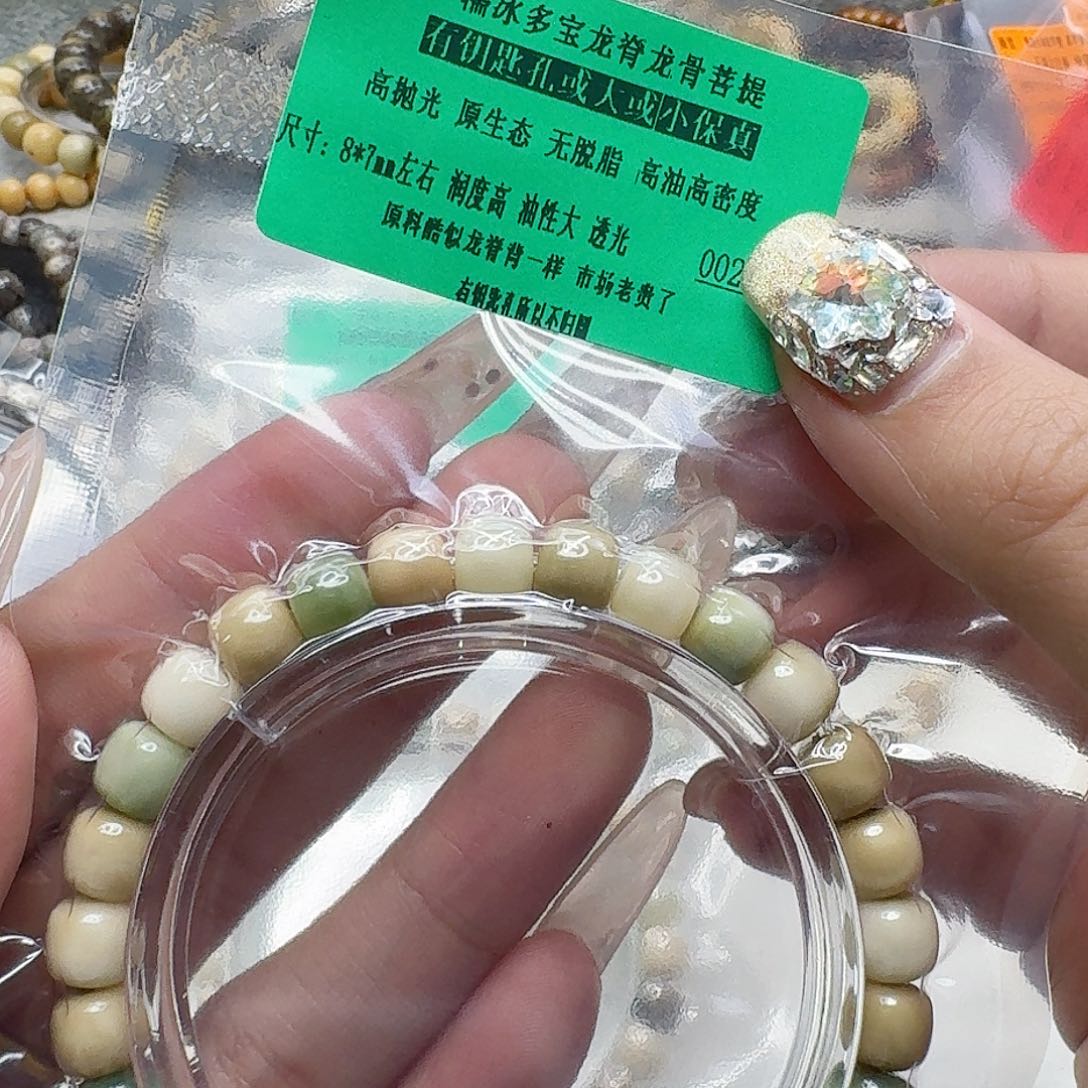 糯冰多宝龙脊龙骨菩提
有钥匙孔或大或小保真
高抛光 原生态 无脱脂 高油高密度
尺寸：8*7mm左右 润度高 油性大 透光
原料酷似龙脊背一样 市场老贵了
002
有钥匙孔所以不归圈